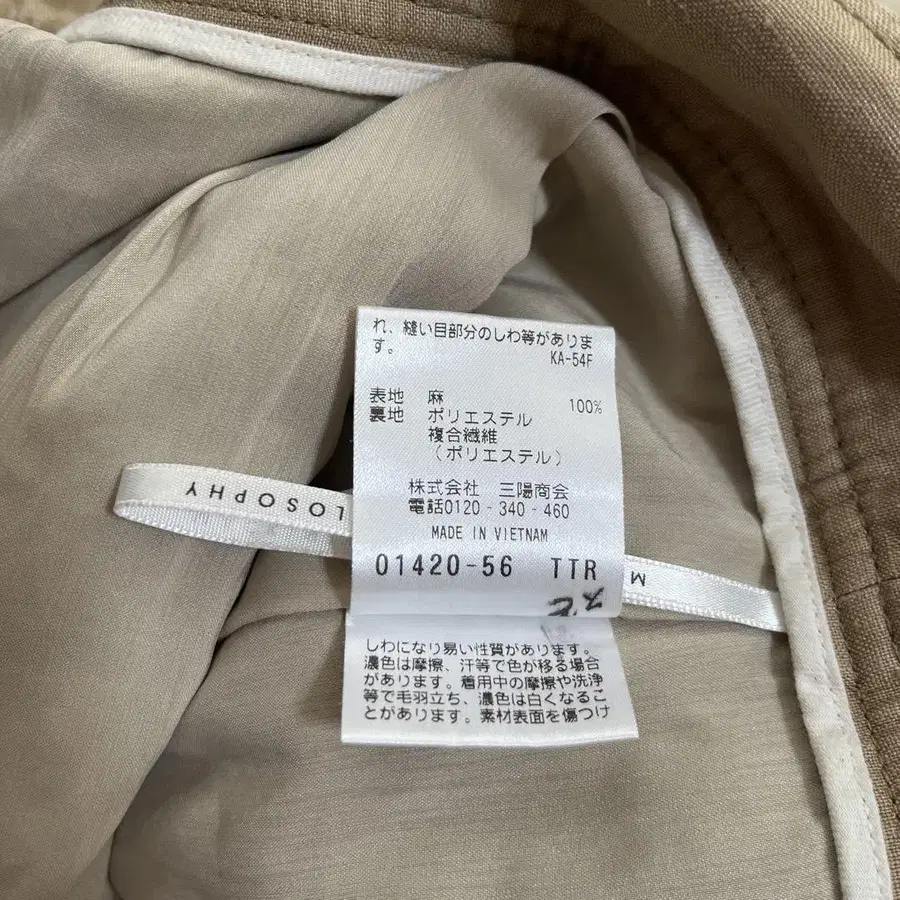 れ、縫い目部分のしわ等がありま
す。
KA-54F
表地 麻 100%
裏地 ポリエステル
複合繊維
(ポリエステル)
株式会社 三陽商会
電話0120-340-460
MADE IN VIETNAM
01420-56 TTR
しわになり易い性質があります。
濃色は摩擦、汗等で色が移る場合
があります。着用中の摩擦や洗浄
等で毛羽立ち、濃色は白くなるこ
とがあります。素材表面を傷つけ
LOSOPHY
M